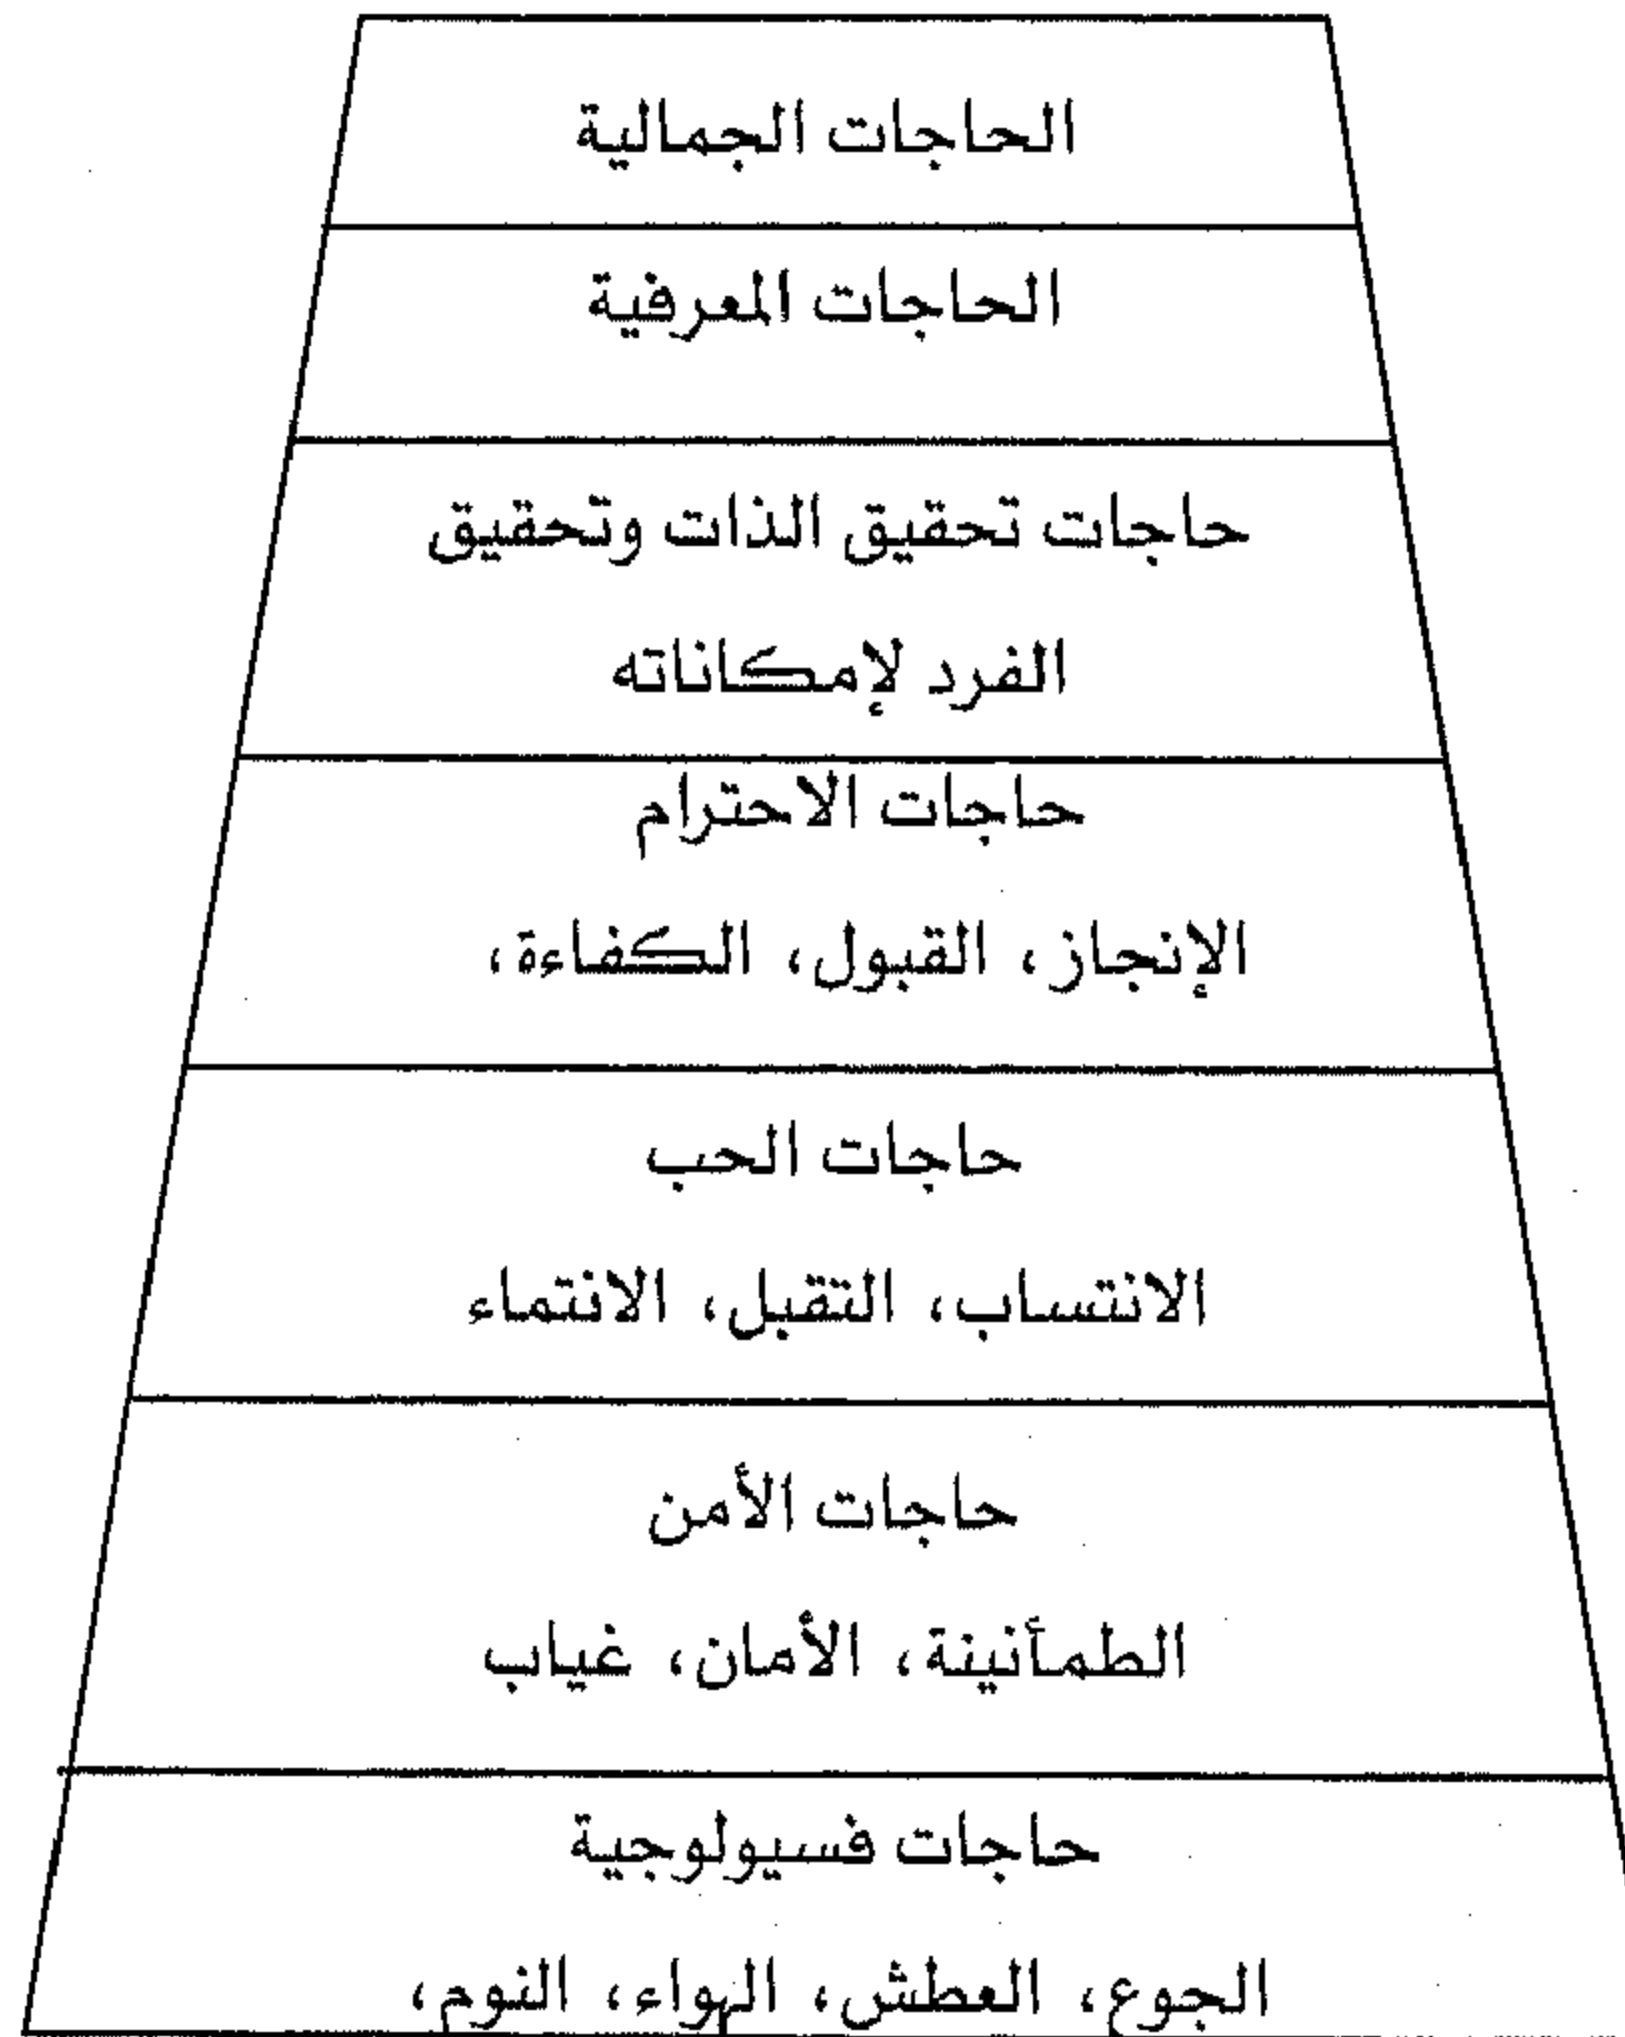 الحاجات الجمالية
الحاجات المعرفية
حاجات تحقيق الذات وتحقيق
الفرد لإمكاناته
حاجات الاحترام
الإنجاز، القبول، الكفاءة،
حاجات الحب
الانتساب، التقبل، الانتماء
حاجات الأمن
الطمأنينة، الأمان، غياب
حاجات فسيولوجية
الجوع، العطش، الهواء، النوم،